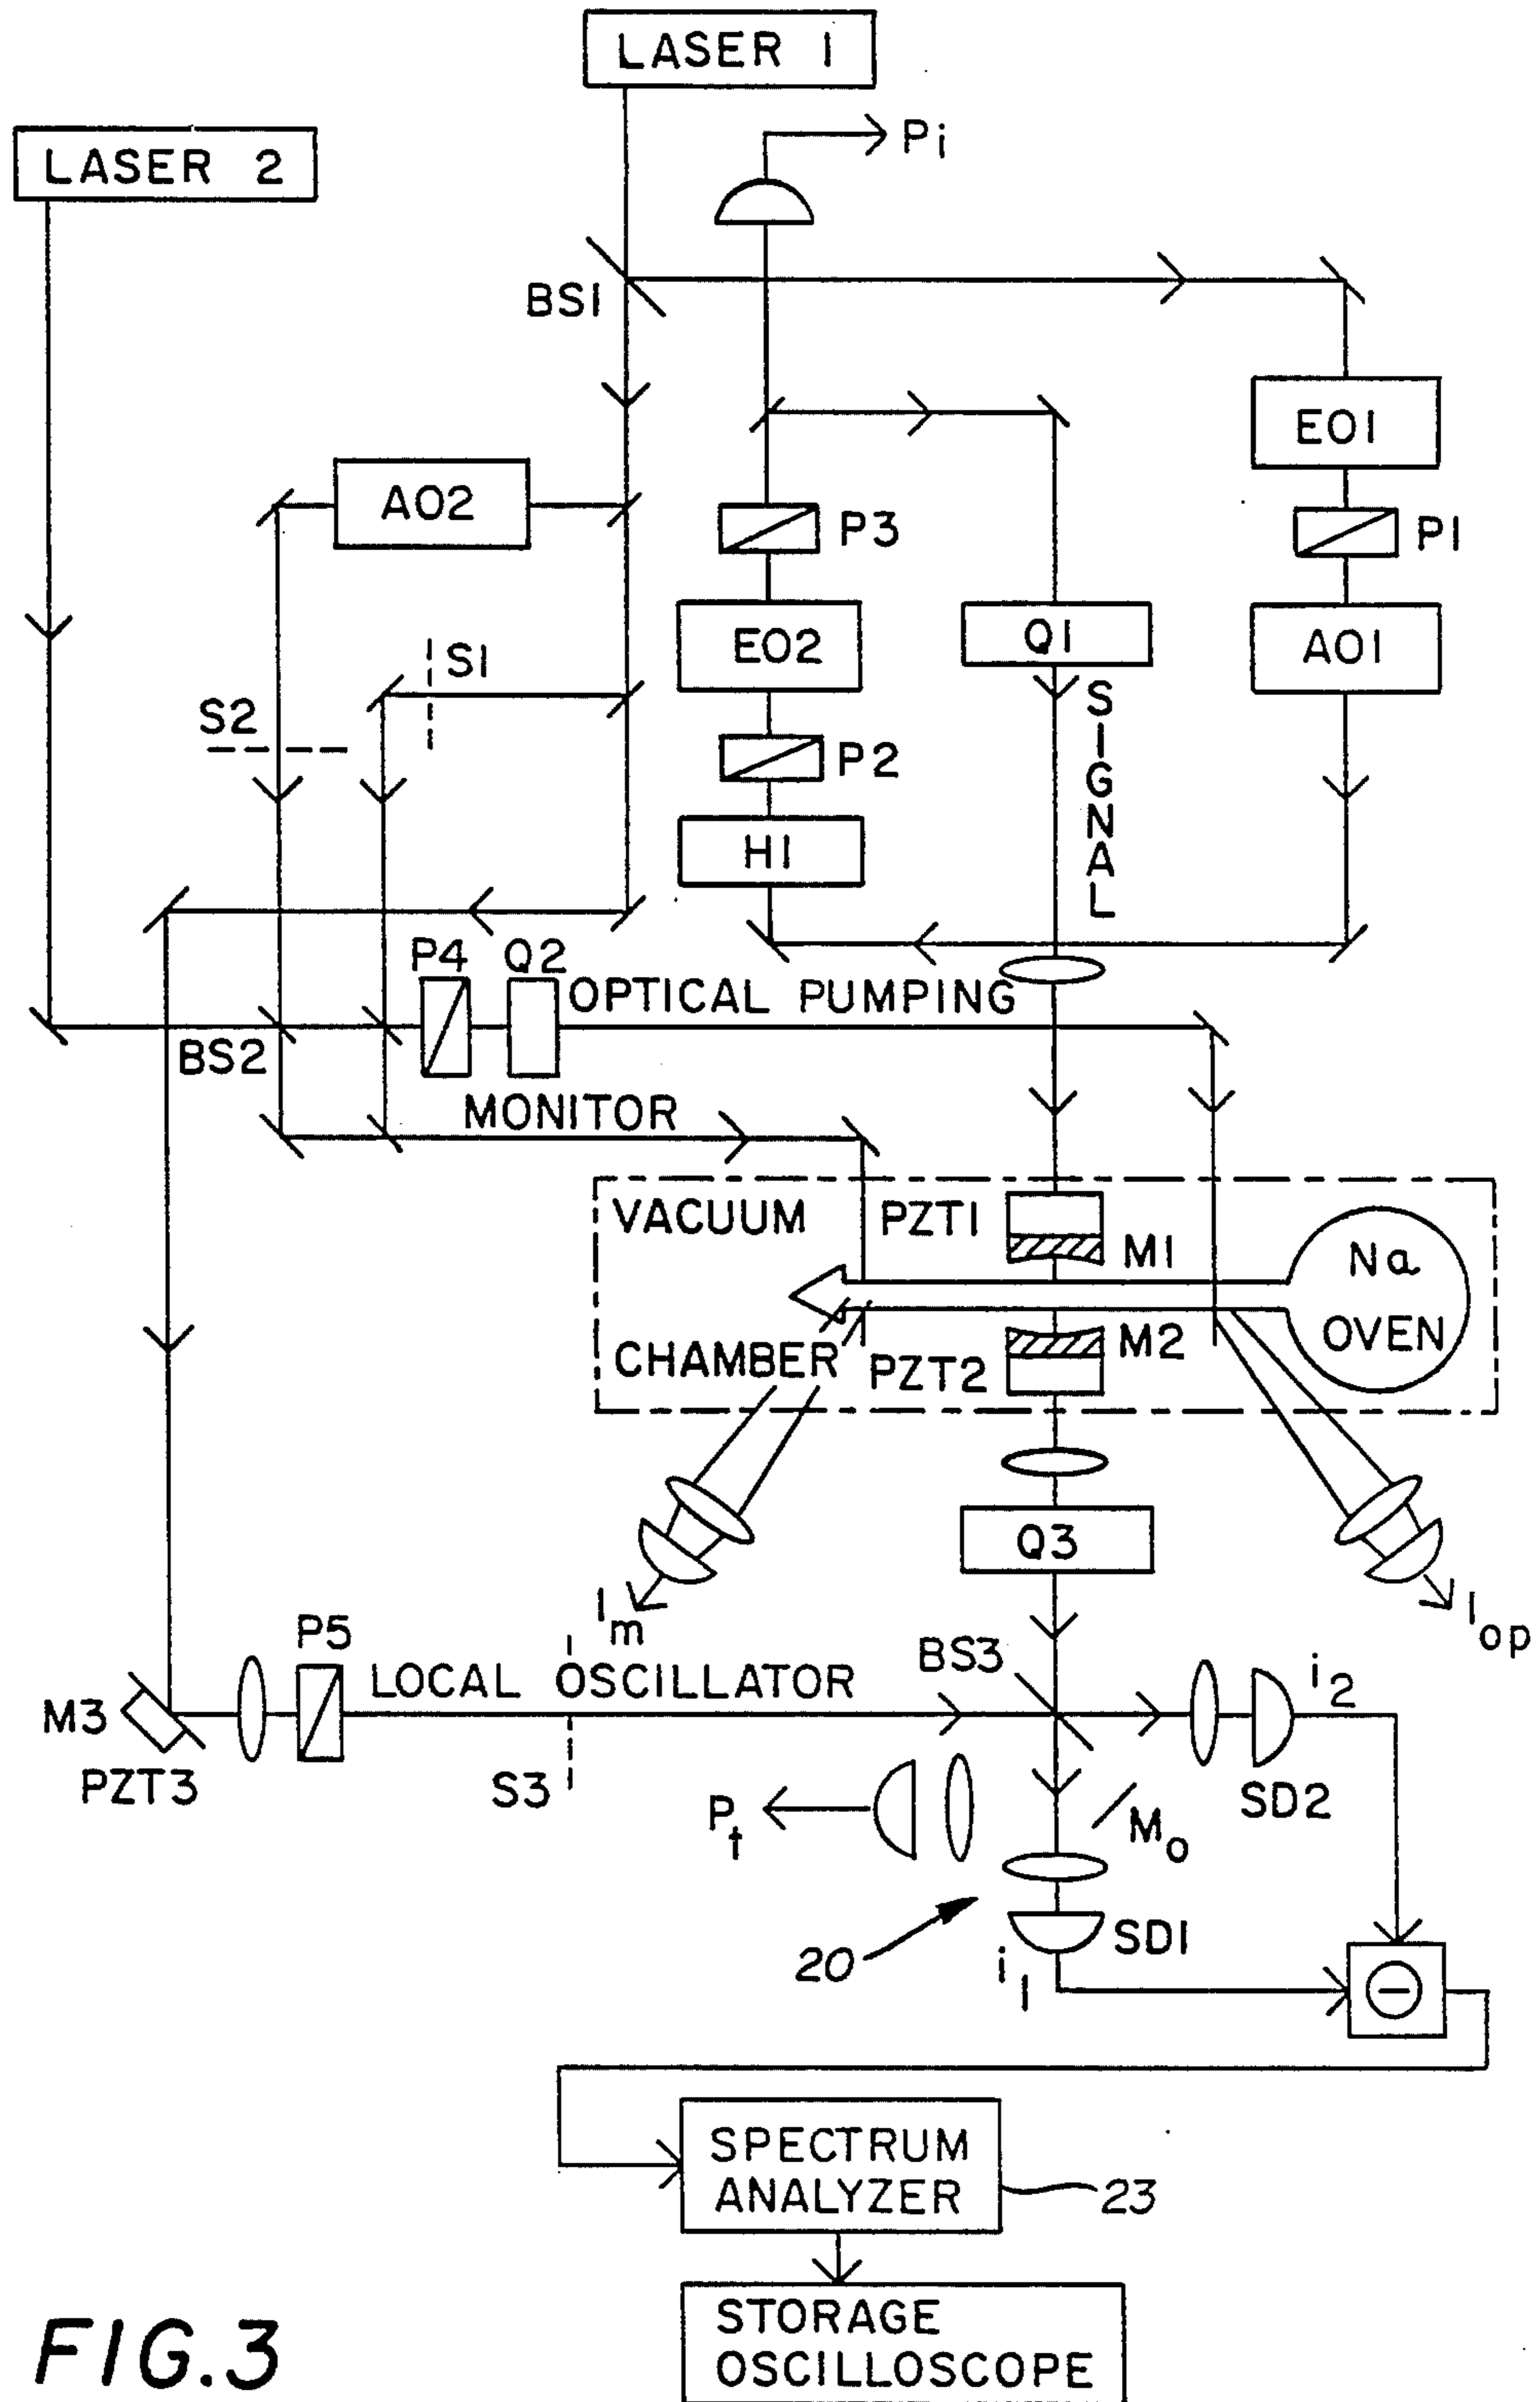 LASER 1
Pi
LASER 2
BS1
EO1
AO2
P3
P1
EO2
Q1
AO1
S1
SIGNAL
S2
P2
H1
P4
Q2
OPTICAL PUMPING
BS2
MONITOR
VACUUM
PZT1
M1
Na
OVEN
M2
CHAMBER
PZT2
Q3
Im
Iop
P5
BS3
LOCAL OSCILLATOR
i2
M3
PZT3
S3
SD2
Pt
Mo
20
SD1
i1
−
SPECTRUM
ANALYZER
23
STORAGE
OSCILLOSCOPE
FIG.3